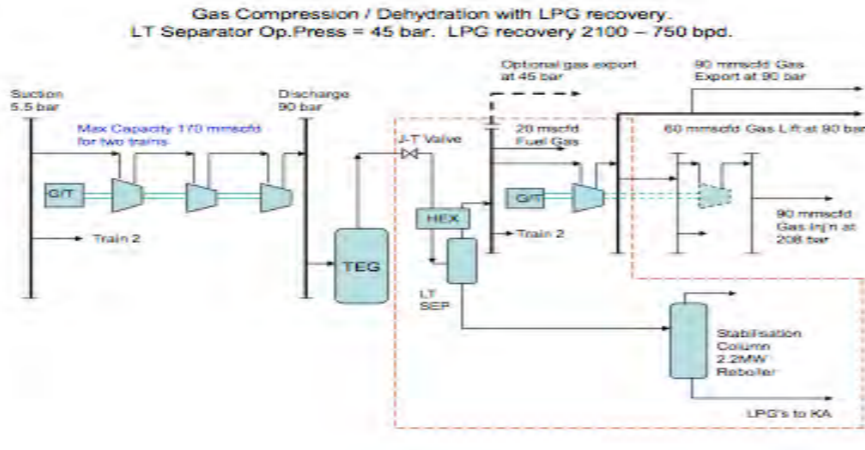 Gas Compression / Dehydration with LPG recovery.
LT Separator Op.Press = 45 bar. LPG recovery 2100 – 750 bpd.
Suction
5.5 bar
Discharge
90 bar
Optional gas export
at 45 bar
90 mmscfd Gas
Export at 90 bar
Max Capacity 170 mmscfd
for two trains
J-T Valve
20 mscfd
Fuel Gas
60 mmscfd Gas Lift at 90 bar
G/T
HEX
G/T
90 mmscfd
Gas Inj'n at
208 bar
Train 2
TEG
Train 2
LT
SEP
Stabilisation
Column
2.2MW
Reboiler
LPG's to KA